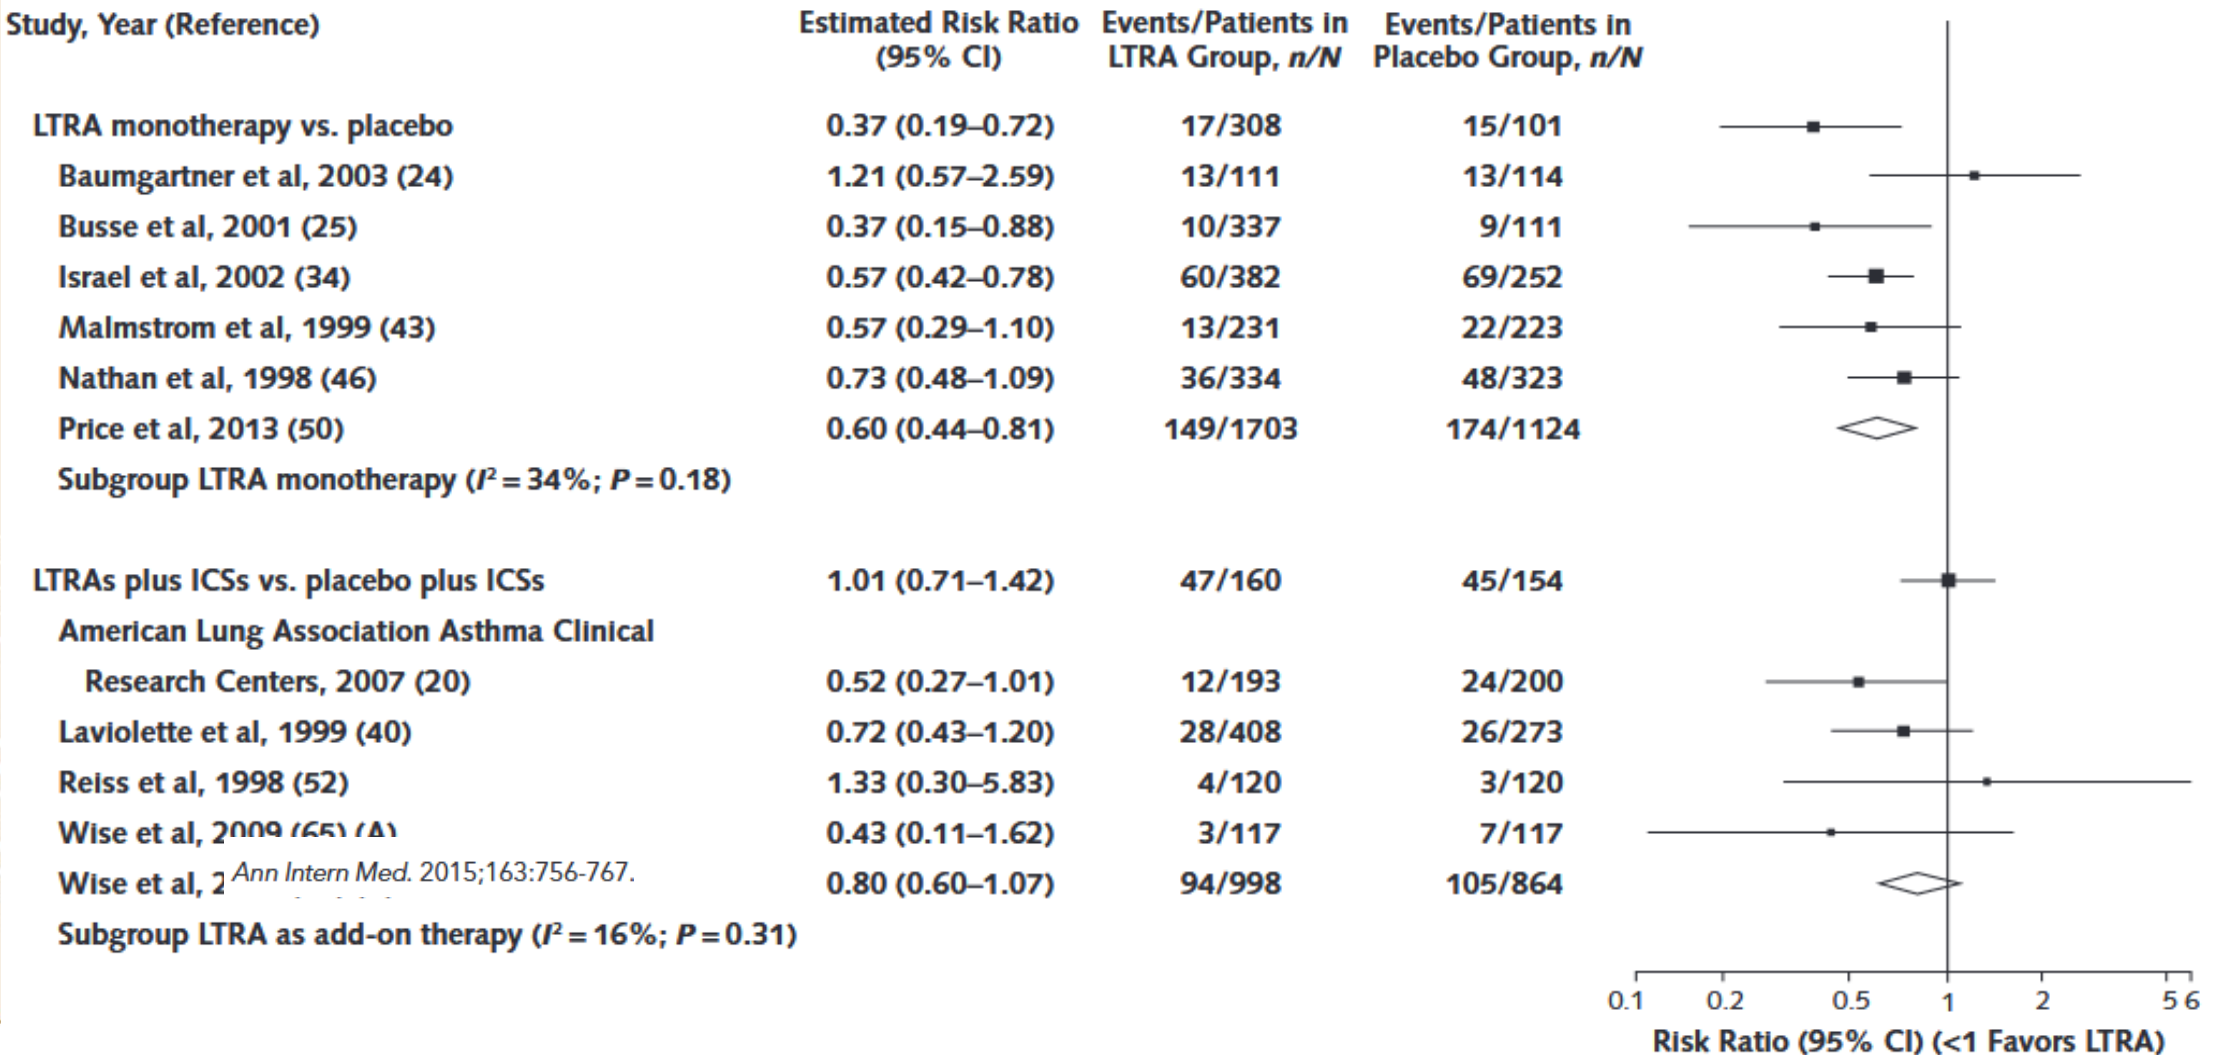 Study, Year (Reference) Estimated Risk Ratio (95% CI) Events/Patients in LTRA Group, n/N Events/Patients in Placebo Group, n/N
LTRA monotherapy vs. placebo 0.37 (0.19–0.72) 17/308 15/101
Baumgartner et al, 2003 (24) 1.21 (0.57–2.59) 13/111 13/114
Busse et al, 2001 (25) 0.37 (0.15–0.88) 10/337 9/111
Israel et al, 2002 (34) 0.57 (0.42–0.78) 60/382 69/252
Malmstrom et al, 1999 (43) 0.57 (0.29–1.10) 13/231 22/223
Nathan et al, 1998 (46) 0.73 (0.48–1.09) 36/334 48/323
Price et al, 2013 (50) 0.60 (0.44–0.81) 149/1703 174/1124
Subgroup LTRA monotherapy (I² = 34%; P = 0.18)
LTRAs plus ICSs vs. placebo plus ICSs 1.01 (0.71–1.42) 47/160 45/154
American Lung Association Asthma Clinical
Research Centers, 2007 (20) 0.52 (0.27–1.01) 12/193 24/200
Laviolette et al, 1999 (40) 0.72 (0.43–1.20) 28/408 26/273
Reiss et al, 1998 (52) 1.33 (0.30–5.83) 4/120 3/120
Wise et al, 2009 (65) (A) 0.43 (0.11–1.62) 3/117 7/117
Wise et al, 2 0.80 (0.60–1.07) 94/998 105/864
Ann Intern Med. 2015;163:756-767.
Subgroup LTRA as add-on therapy (I² = 16%; P = 0.31)
0.1 0.2 0.5 1 2 5 6
Risk Ratio (95% CI) (<1 Favors LTRA)